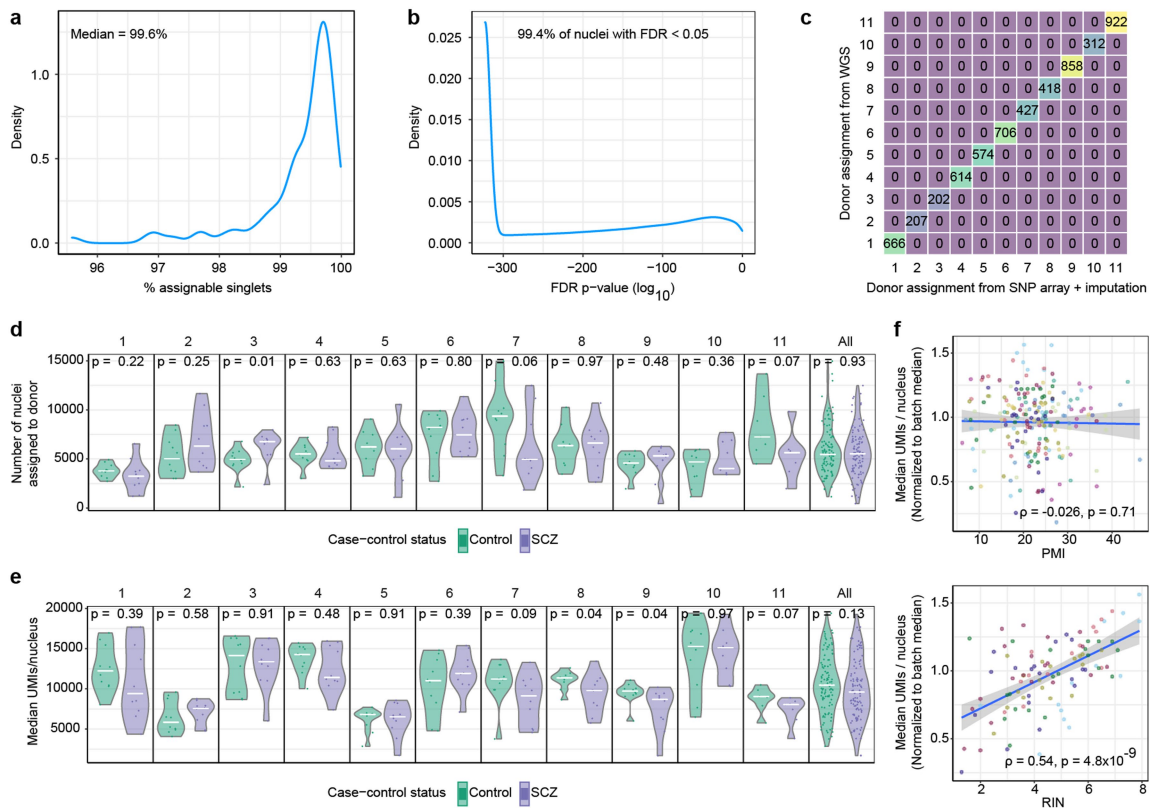 a
Median = 99.6%
Density
1.0
0.5
0.0
96 97 98 99 100
% assignable singlets
b
99.4% of nuclei with FDR < 0.05
Density
0.025
0.020
0.015
0.010
0.005
0.000
−300 −200 −100 0
FDR p-value (log10)
c
Donor assignment from WGS
11 0 0 0 0 0 0 0 0 0 0 922
10 0 0 0 0 0 0 0 0 0 312 0
9 0 0 0 0 0 0 0 0 858 0 0
8 0 0 0 0 0 0 0 418 0 0 0
7 0 0 0 0 0 0 427 0 0 0 0
6 0 0 0 0 0 706 0 0 0 0 0
5 0 0 0 0 574 0 0 0 0 0 0
4 0 0 0 614 0 0 0 0 0 0 0
3 0 0 202 0 0 0 0 0 0 0 0
2 0 207 0 0 0 0 0 0 0 0 0
1 666 0 0 0 0 0 0 0 0 0 0
1 2 3 4 5 6 7 8 9 10 11
Donor assignment from SNP array + imputation
d
1 2 3 4 5 6 7 8 9 10 11 All
p = 0.22 p = 0.25 p = 0.01 p = 0.63 p = 0.63 p = 0.80 p = 0.06 p = 0.97 p = 0.48 p = 0.36 p = 0.07 p = 0.93
Number of nuclei
assigned to donor
15000
10000
5000
0
Case-control status Control SCZ
e
1 2 3 4 5 6 7 8 9 10 11 All
p = 0.39 p = 0.58 p = 0.91 p = 0.48 p = 0.91 p = 0.39 p = 0.09 p = 0.04 p = 0.04 p = 0.97 p = 0.07 p = 0.13
Median UMIs/nucleus
20000
15000
10000
5000
Case-control status Control SCZ
f
Median UMIs / nucleus
(Normalized to batch median)
1.5
1.0
0.5
ρ = -0.026, p = 0.71
10 20 30 40
PMI
Median UMIs / nucleus
(Normalized to batch median)
1.5
1.0
0.5
ρ = 0.54, p = 4.8x10-9
2 3 4 5 6 7 8
RIN